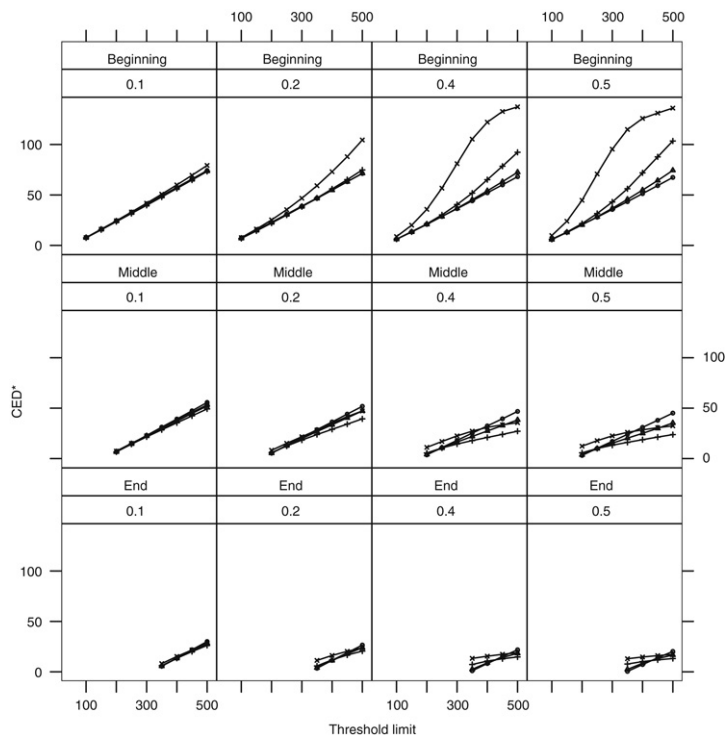 100 300 500 100 300 500
Beginning Beginning Beginning Beginning
0.1 0.2 0.4 0.5
100
50
0
Middle Middle Middle Middle
0.1 0.2 0.4 0.5
100
50
0
CED*
End End End End
0.1 0.2 0.4 0.5
100
50
0
100 300 500 100 300 500
Threshold limit